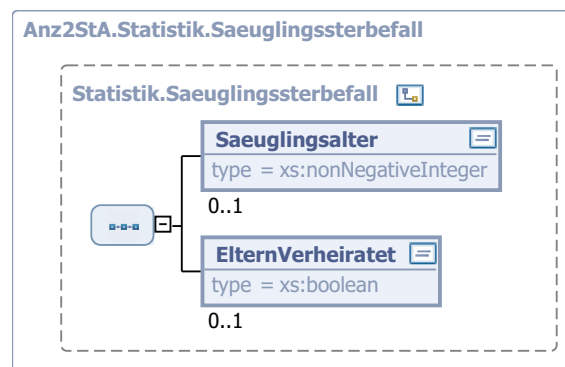 Anz2StA.Statistik.Saeuglingssterbefall
Statistik.Saeuglingssterbefall
Saeuglingsalter
type = xs:nonNegativeInteger
0..1
ElternVerheiratet
type = xs:boolean
0..1